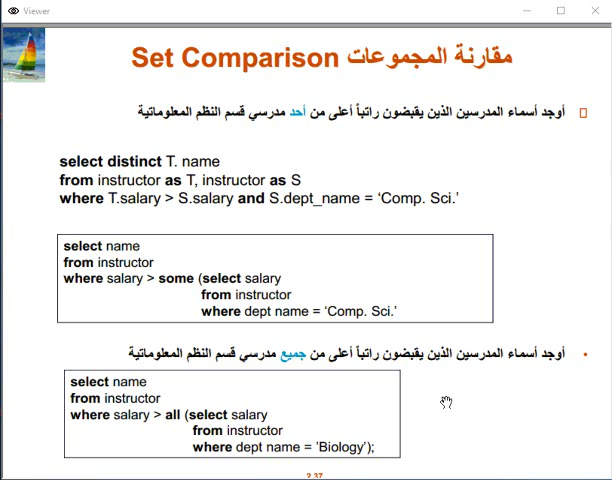 Viewer
Set Comparison مقارنة المجموعات
أوجد أسماء المدرسين الذين يقبضون راتباً أعلى من أحد مدرسي قسم النظم المعلوماتية
select distinct T. name
from instructor as T, instructor as S
where T.salary > S.salary and S.dept_name = ‘Comp. Sci.’
select name
from instructor
where salary > some (select salary
from instructor
where dept name = ‘Comp. Sci.’
أوجد أسماء المدرسين الذين يقبضون راتباً أعلى من جميع مدرسي قسم النظم المعلوماتية
select name
from instructor
where salary > all (select salary
from instructor
where dept name = ’Biology’);
2.37